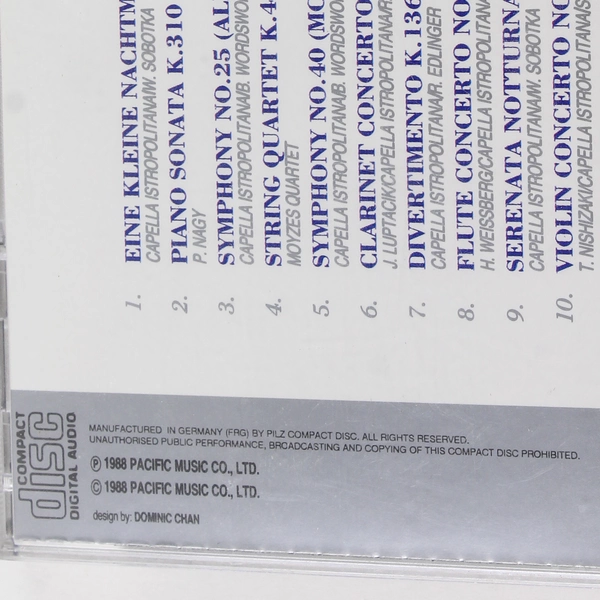 1. EINE KLEINE NACHTM
CAPELLA ISTROPOLITANA/W. SOBOTKA
2. PIANO SONATA K.310
P. NAGY
3. SYMPHONY NO.25 (AL
CAPELLA ISTROPOLITANA/B. WORDSWO
4. STRING QUARTET K.4
MOYZES QUARTET
5. SYMPHONY NO.40 (MO
CAPELLA ISTROPOLITANA/B. WORDSWO
6. CLARINET CONCERTO
J. LUPTACIK/CAPELLA ISTROPOLITANA/
7. DIVERTIMENTO K.136
CAPELLA ISTROPOLITANA/R. EDLINGER
8. FLUTE CONCERTO NO
H. WEISSBERG/CAPELLA ISTROPOLITANA
9. SERENATA NOTTURNA
CAPELLA ISTROPOLITANA/W. SOBOTKA
10. VIOLIN CONCERTO NO
T. NISHIZAKI/CAPELLA ISTROPOLITANA/S
COMPACT
disc
DIGITAL AUDIO
MANUFACTURED IN GERMANY (FRG) BY PILZ COMPACT DISC. ALL RIGHTS RESERVED.
UNAUTHORISED PUBLIC PERFORMANCE, BROADCASTING AND COPYING OF THIS COMPACT DISC PROHIBITED.
Ⓟ 1988 PACIFIC MUSIC CO., LTD.
© 1988 PACIFIC MUSIC CO., LTD.
design by: DOMINIC CHAN